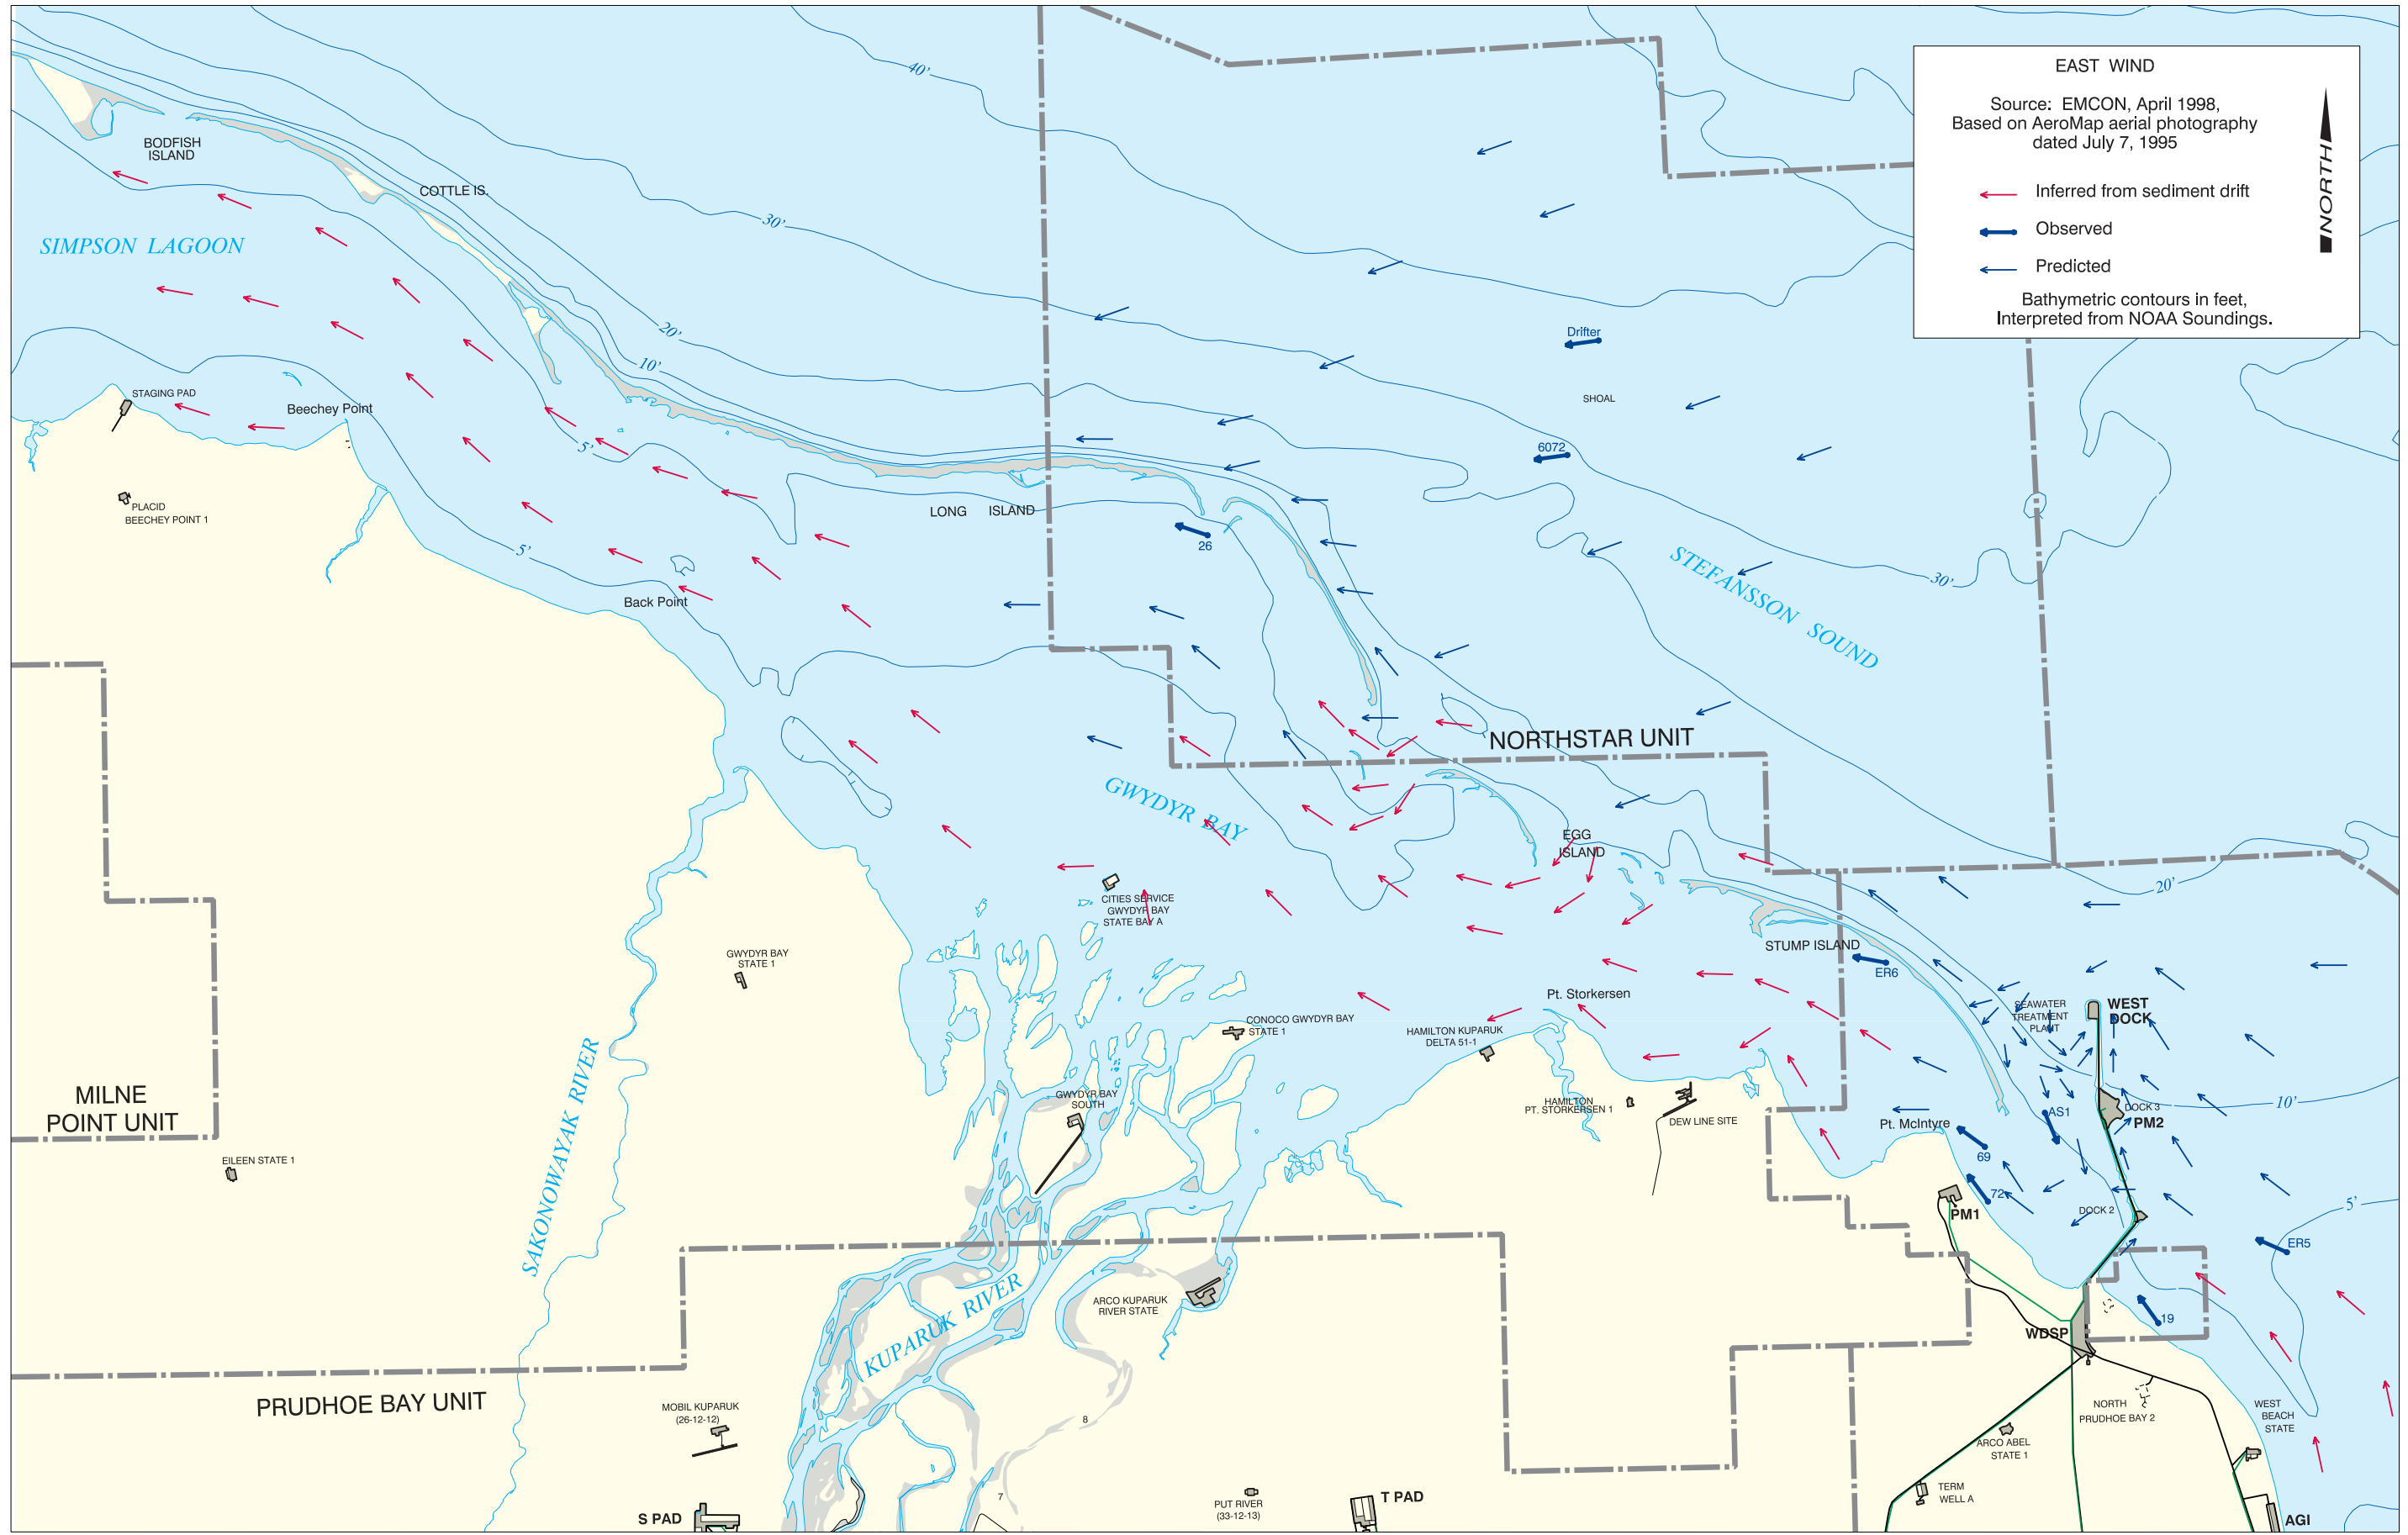 EAST WIND
Source: EMCON, April 1998,
Based on AeroMap aerial photography
dated July 7, 1995
NORTH
Inferred from sediment drift
Observed
Predicted
Bathymetric contours in feet,
Interpreted from NOAA Soundings.
40'
BODFISH
ISLAND
COTTLE IS.
30'
SIMPSON LAGOON
20'
Drifter
10'
STAGING PAD
SHOAL
Beechey Point
5'
6072
PLACID
BEECHEY POINT 1
LONG ISLAND
26
5'
STEFANSSON SOUND
30'
Back Point
NORTHSTAR UNIT
GWYDYR BAY
EGG
ISLAND
20'
CITIES SERVICE
GWYDYR BAY
STATE BAY A
STUMP ISLAND
GWYDYR BAY
STATE 1
ER6
Pt. Storkersen
SEAWATER
TREATMENT
PLANT
WEST
DOCK
CONOCO GWYDYR BAY
STATE 1
HAMILTON KUPARUK
DELTA 51-1
MILNE
POINT UNIT
SAKONOWAYAK RIVER
GWYDYR BAY
SOUTH
HAMILTON
PT. STORKERSEN 1
DEW LINE SITE
AS1
DOCK 3
PM2
10'
Pt. McIntyre
69
EILEEN STATE 1
72
PM1
DOCK 2
5'
ER5
KUPARUK RIVER
ARCO KUPARUK
RIVER STATE
19
WDSP
PRUDHOE BAY UNIT
MOBIL KUPARUK
(26-12-12)
8
NORTH
PRUDHOE BAY 2
WEST
BEACH
STATE
ARCO ABEL
STATE 1
7
PUT RIVER
(33-12-13)
T PAD
TERM
WELL A
S PAD
AGI